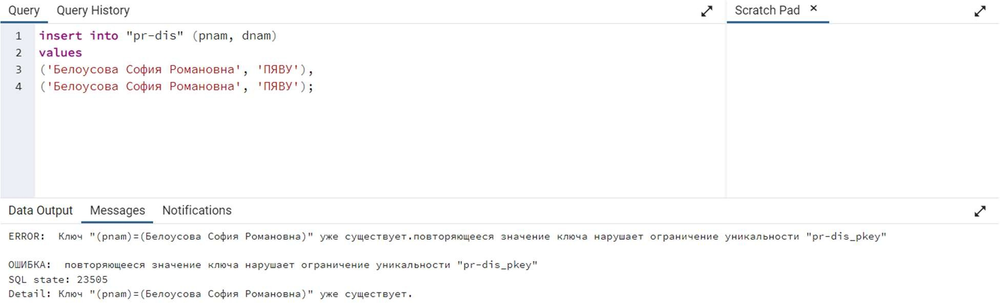 Query Query History Scratch Pad ×
1 insert into "pr-dis" (pnam, dnam)
2 values
3 ('Белоусова София Романовна', 'ПЯВУ'),
4 ('Белоусова София Романовна', 'ПЯВУ');
Data Output Messages Notifications
ERROR: Ключ "(pnam)=(Белоусова София Романовна)" уже существует.повторяющееся значение ключа нарушает ограничение уникальности "pr-dis_pkey"
ОШИБКА: повторяющееся значение ключа нарушает ограничение уникальности "pr-dis_pkey"
SQL state: 23505
Detail: Ключ "(pnam)=(Белоусова София Романовна)" уже существует.